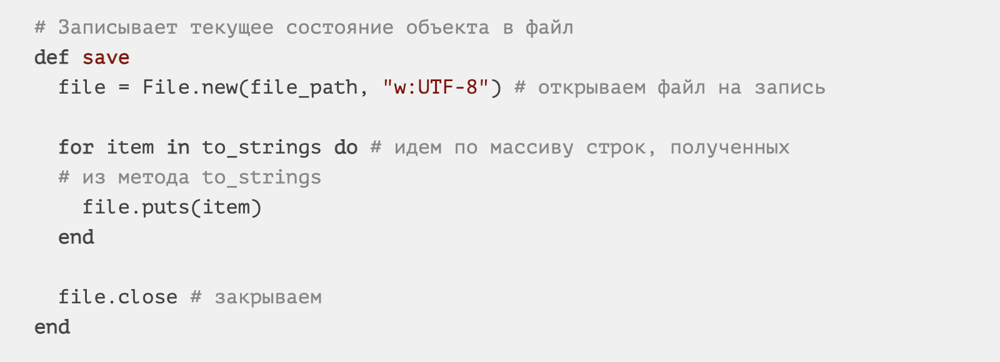 # Записывает текущее состояние объекта в файл
def save
  file = File.new(file_path, "w:UTF-8") # открываем файл на запись
  for item in to_strings do # идем по массиву строк, полученных
  # из метода to_strings
    file.puts(item)
  end
  file.close # закрываем
end